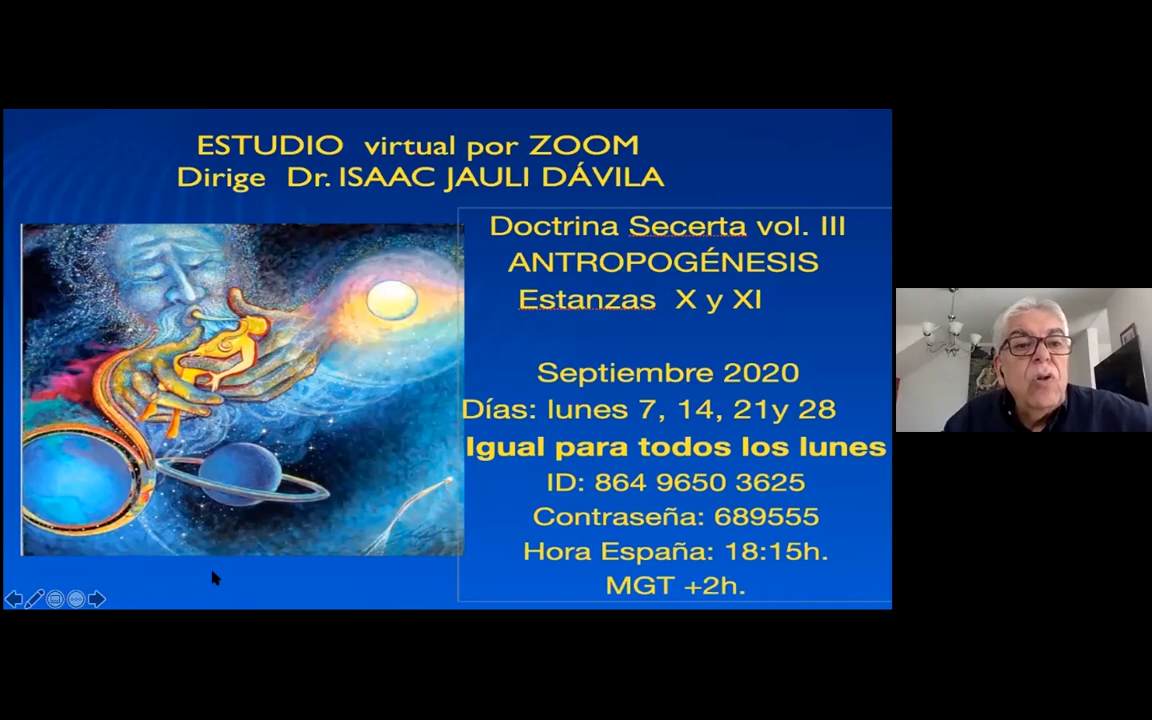 ESTUDIO virtual por ZOOM
Dirige Dr. ISAAC JAULI DÁVILA
Doctrina Secerta vol. III
ANTROPOGÉNESIS
Estanzas X y XI
Septiembre 2020
Días: lunes 7, 14, 21y 28
Igual para todos los lunes
ID: 864 9650 3625
Contraseña: 689555
Hora España: 18:15h.
MGT +2h.